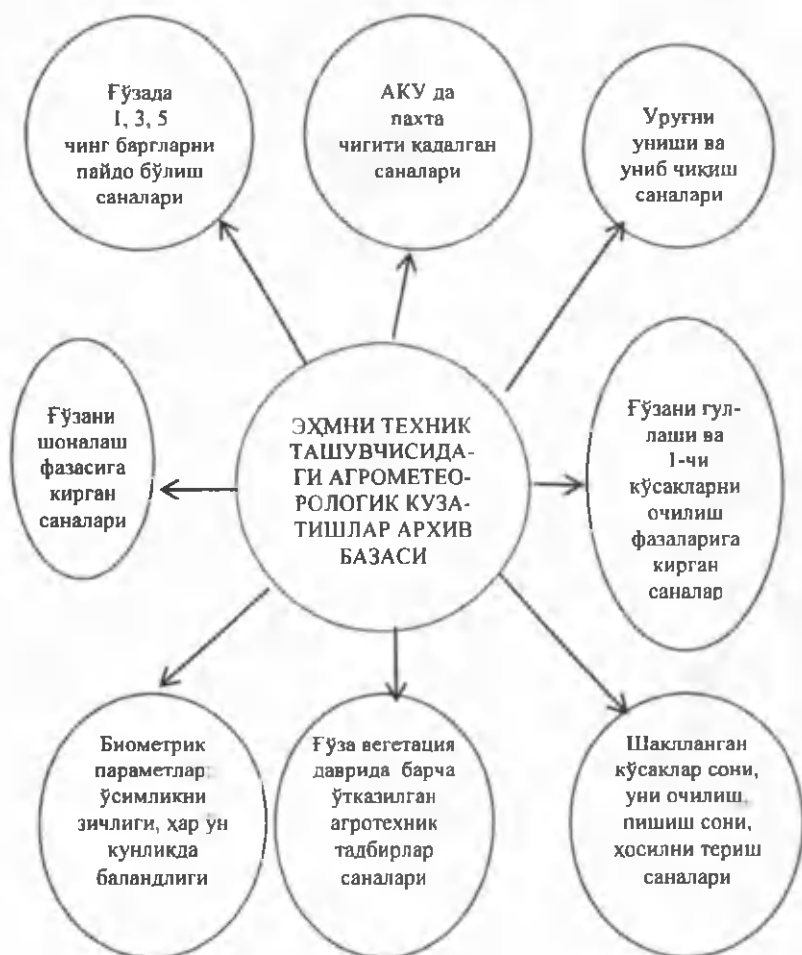 Ғўзада
1, 3, 5
чинг баргларни
пайдо бўлиш
саналари
АКУ да
пахта
чигити қадалган
саналари
Уруғни
униши ва
униб чиқиш
саналари
Ғўзани
шоналаш
фазасига
кирган
саналари
ЭҲМНИ ТЕХНИК
ТАШУВЧИСИДА-
ГИ АГРОМЕТЕО-
РОЛОГИК КУЗА-
ТИШЛАР АРХИВ
БАЗАСИ
Ғўзани гул-
лаши ва
1-чи
кўсакларни
очилиш
фазаларига
кирган
саналар
Биометрик
параметлар:
ўсимликни
зичлиги, ҳар ўн
кунликда
баландлиги
Ғўза вегетация
даврида барча
ўтказилган
агротехник
тадбирлар
саналари
Шаклланган
кўсаклар сони,
уни очилиш,
пишиш сони,
ҳосилни териш
саналари